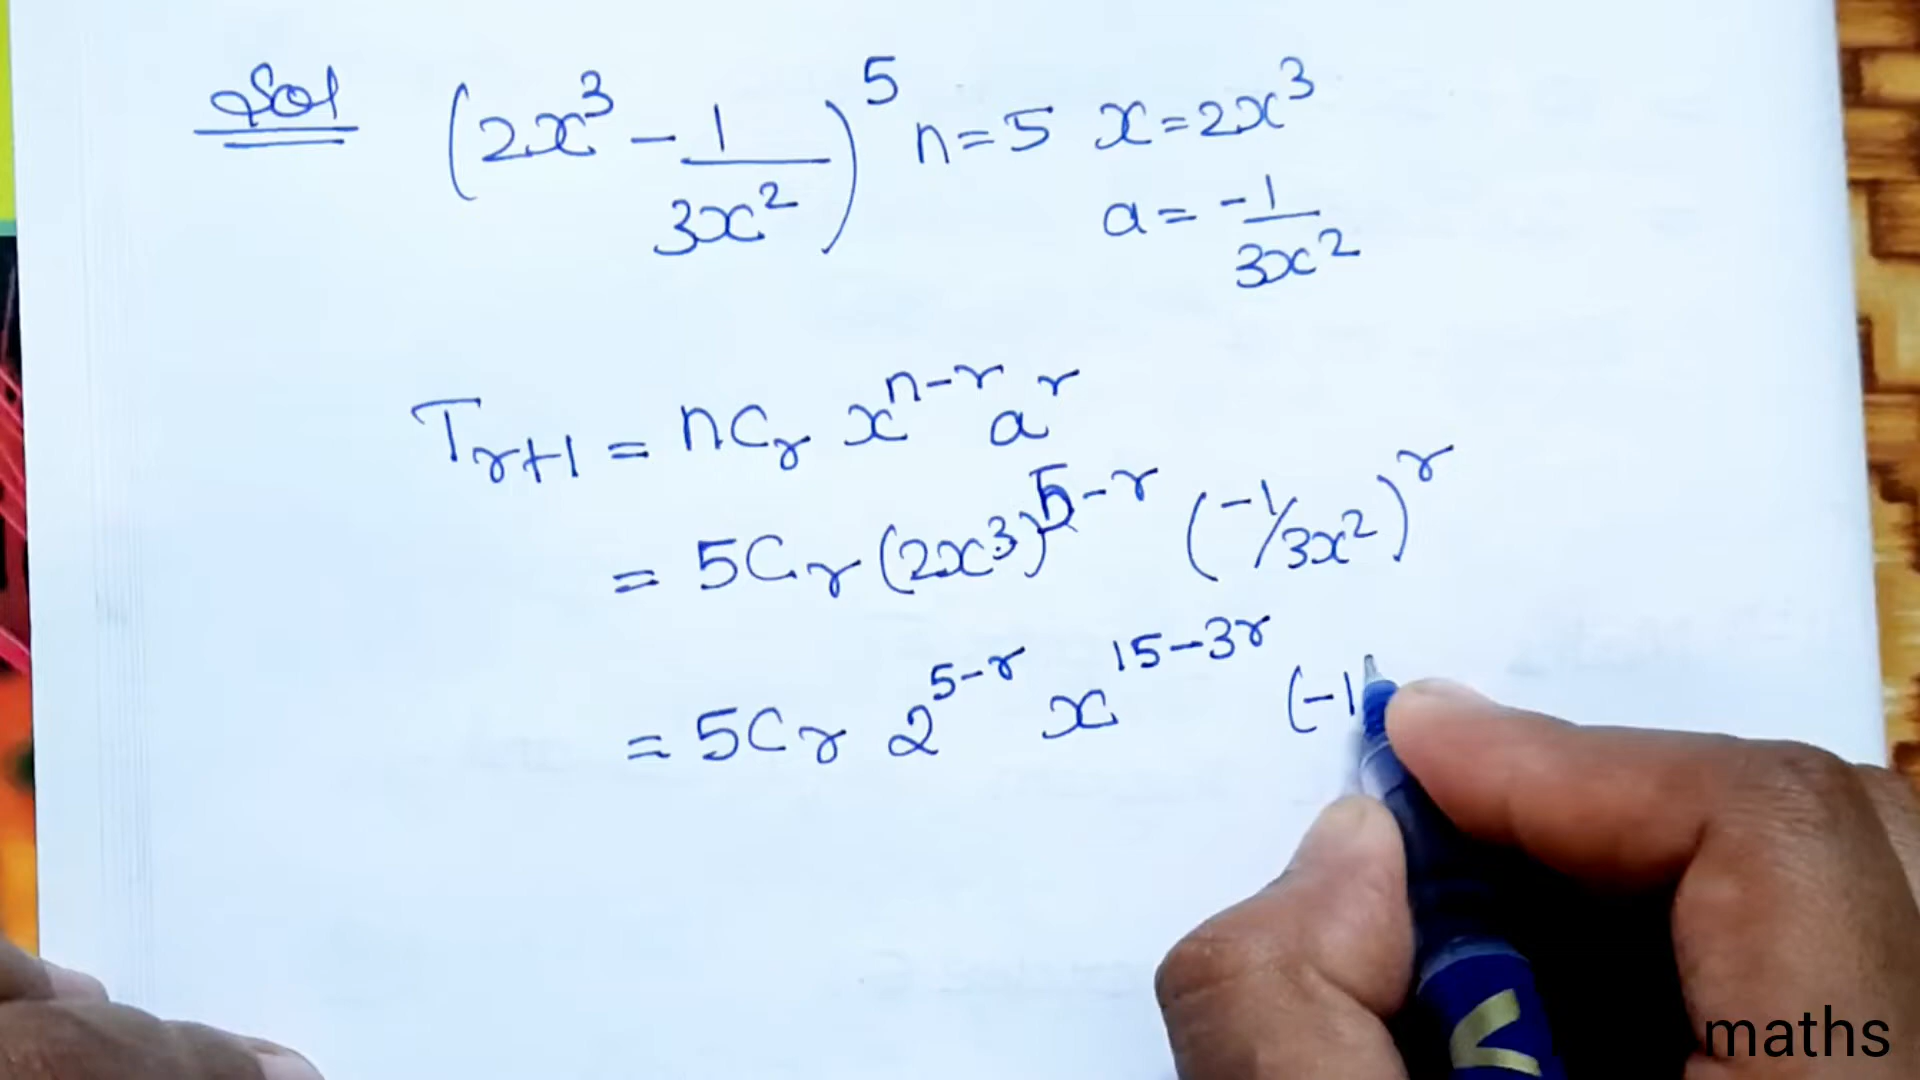 Sol (2x³ - 1/3x²)⁵ n=5 x=2x³
a = -1/3x²
Tᵣ₊₁ = nCᵣ xⁿ⁻ʳ aʳ
= 5Cᵣ (2x³)⁵⁻ʳ (-1/3x²)ʳ
= 5Cᵣ 2⁵⁻ʳ x¹⁵⁻³ʳ (-1
maths